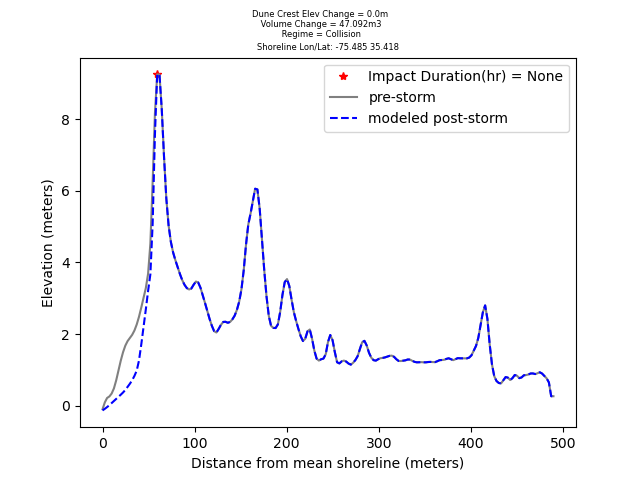 Dune Crest Elev Change = 0.0m
Volume Change = 47.092m3
Regime = Collision
Shoreline Lon/Lat: -75.485 35.418
Impact Duration(hr) = None
pre-storm
modeled post-storm
Elevation (meters)
8
6
4
2
0
0 100 200 300 400 500
Distance from mean shoreline (meters)